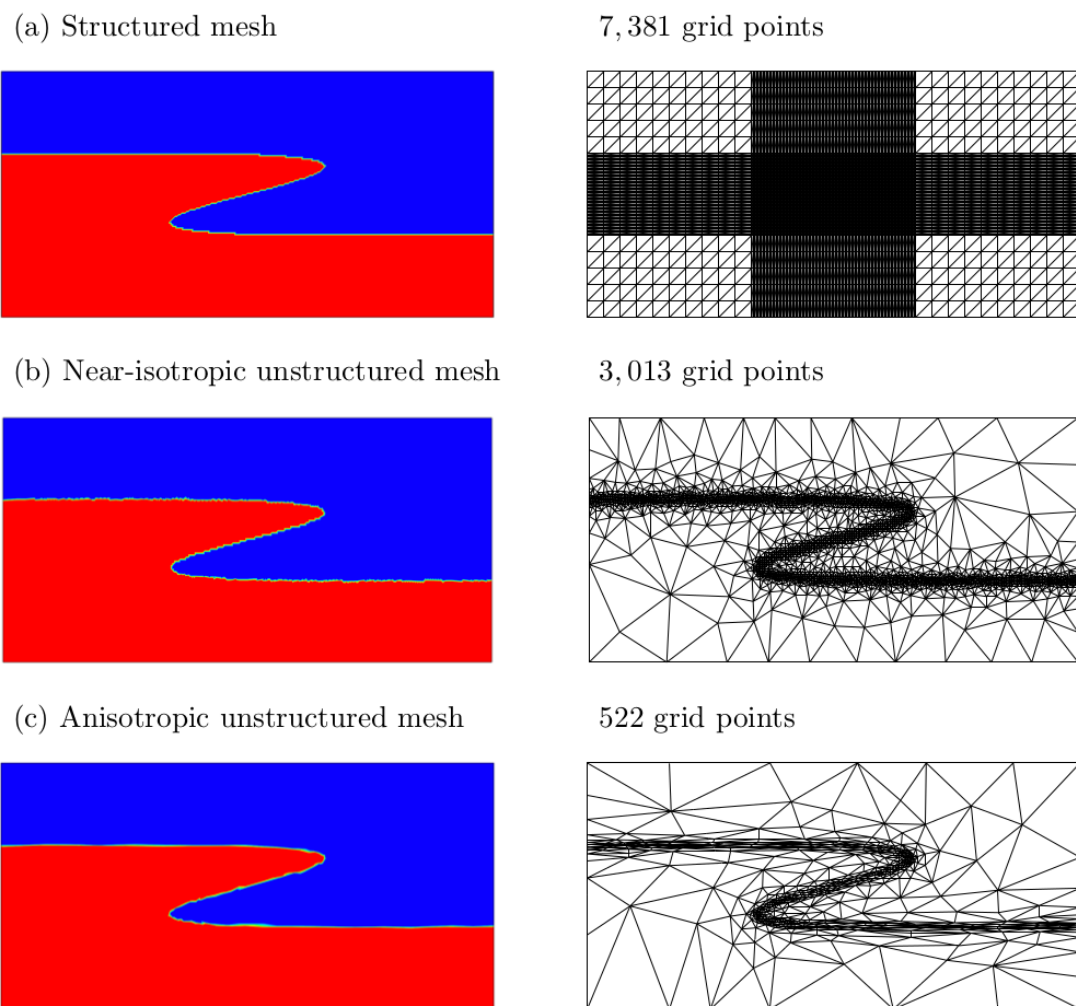 (a) Structured mesh
7, 381 grid points
(b) Near-isotropic unstructured mesh
3, 013 grid points
(c) Anisotropic unstructured mesh
522 grid points